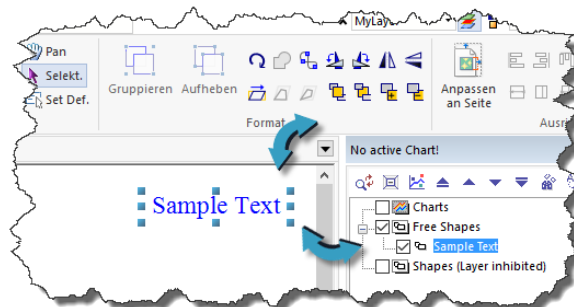 MyLay
Pan
Selekt.
Set Def.
Gruppieren
Aufheben
Anpassen
an Seite
Format
No active Chart!
Sample Text
Charts
Free Shapes
Sample Text
Shapes (Layer inhibited)